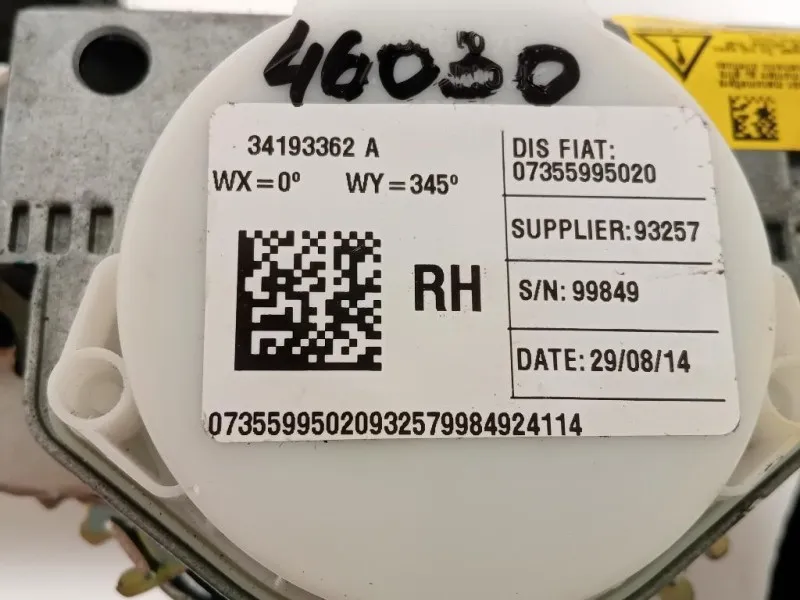 46030
34193362 A
WX=0° WY=345°
RH
DIS FIAT:
07355995020
SUPPLIER:93257
S/N: 99849
DATE: 29/08/14
07355995020932579984924114